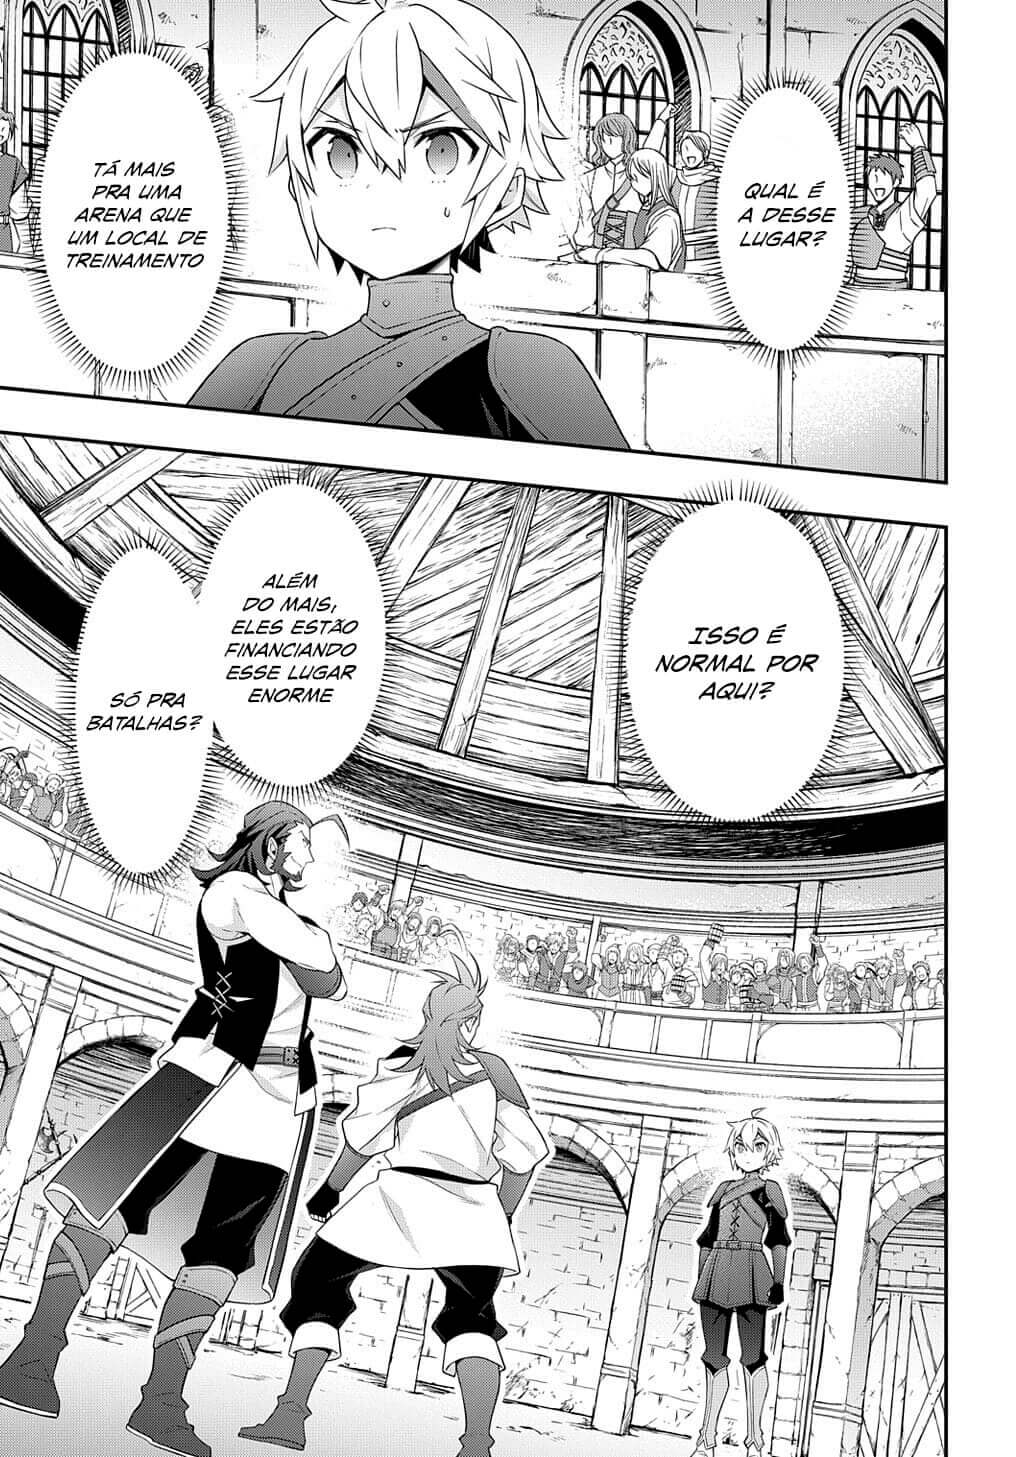 QUAL É
A DESSE
LUGAR?
TÁ MAIS
PRA UMA
ARENA QUE
UM LOCAL DE
TREINAMENTO
ISSO É
NORMAL POR
AQUI?
ALÉM
DO MAIS,
ELES ESTÃO
FINANCIANDO
ESSE LUGAR
ENORME
SÓ PRA
BATALHAS?